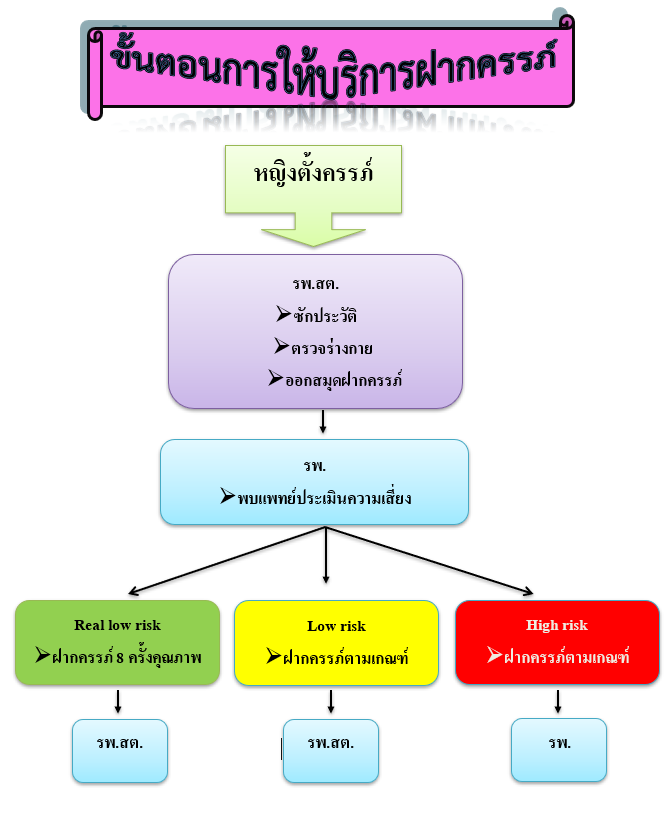 ขั้นตอนการให้บริการฝากครรภ์
หญิงตั้งครรภ์
รพ.สต.
➢ซักประวัติ
➢ตรวจร่างกาย
➢ออกสมุดฝากครรภ์
รพ.
➢พบแพทย์ประเมินความเสี่ยง
Real low risk
➢ฝากครรภ์ 8 ครั้งคุณภาพ
Low risk
➢ฝากครรภ์ตามเกณฑ์
High risk
➢ฝากครรภ์ตามเกณฑ์
รพ.สต.
รพ.สต.
รพ.